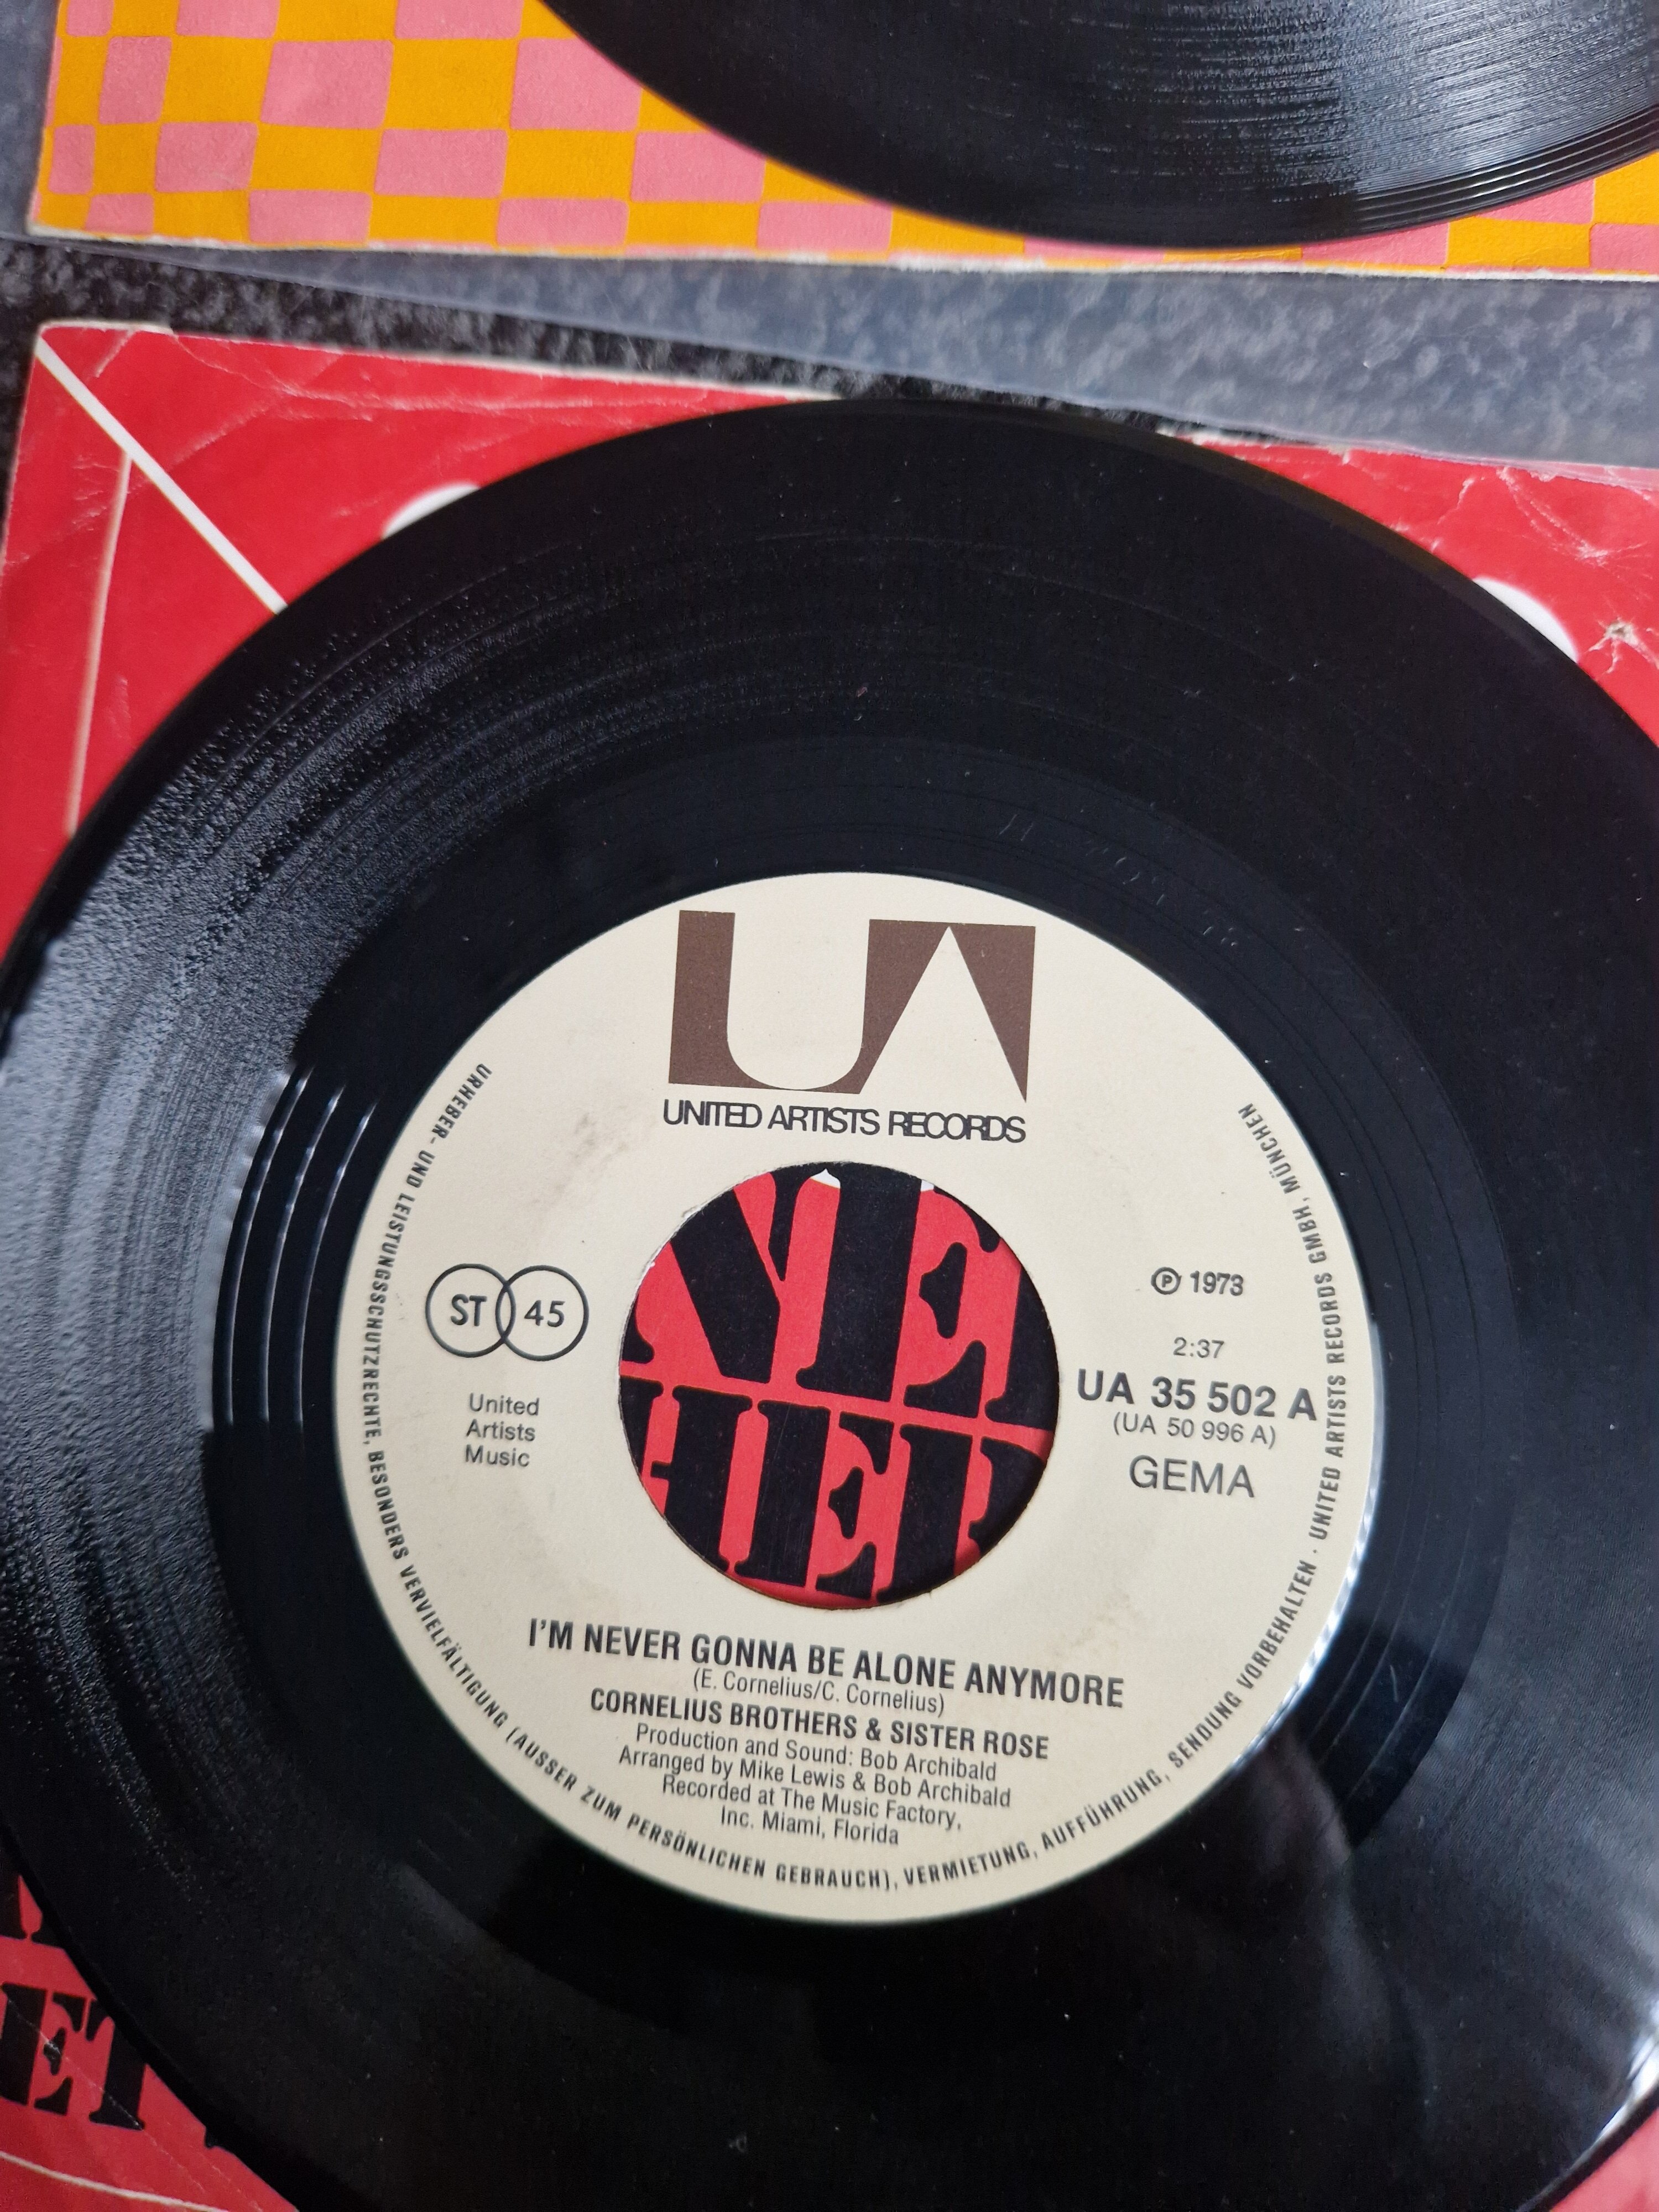 UA
UNITED ARTISTS RECORDS
ST 45
United
Artists
Music
℗ 1973
2:37
UA 35 502 A
(UA 50 996 A)
GEMA
I'M NEVER GONNA BE ALONE ANYMORE
(E. Cornelius/C. Cornelius)
CORNELIUS BROTHERS & SISTER ROSE
Production and Sound: Bob Archibald
Arranged by Mike Lewis & Bob Archibald
Recorded at The Music Factory,
Inc. Miami, Florida
URHEBER- UND LEISTUNGSSCHUTZRECHTE, BESONDERS VERVIELFÄLTIGUNG (AUSSER ZUM PERSÖNLICHEN GEBRAUCH), VERMIETUNG, AUFFÜHRUNG, SENDUNG VORBEHALTEN · UNITED ARTISTS RECORDS GMBH, MÜNCHEN